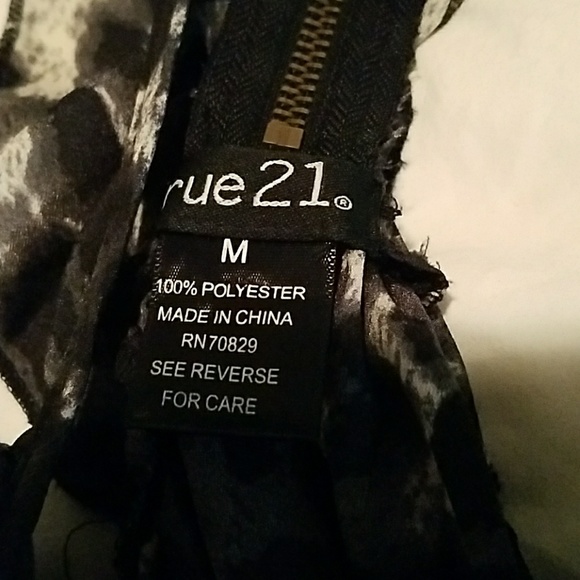 rue21®
M
100% POLYESTER
MADE IN CHINA
RN70829
SEE REVERSE
FOR CARE